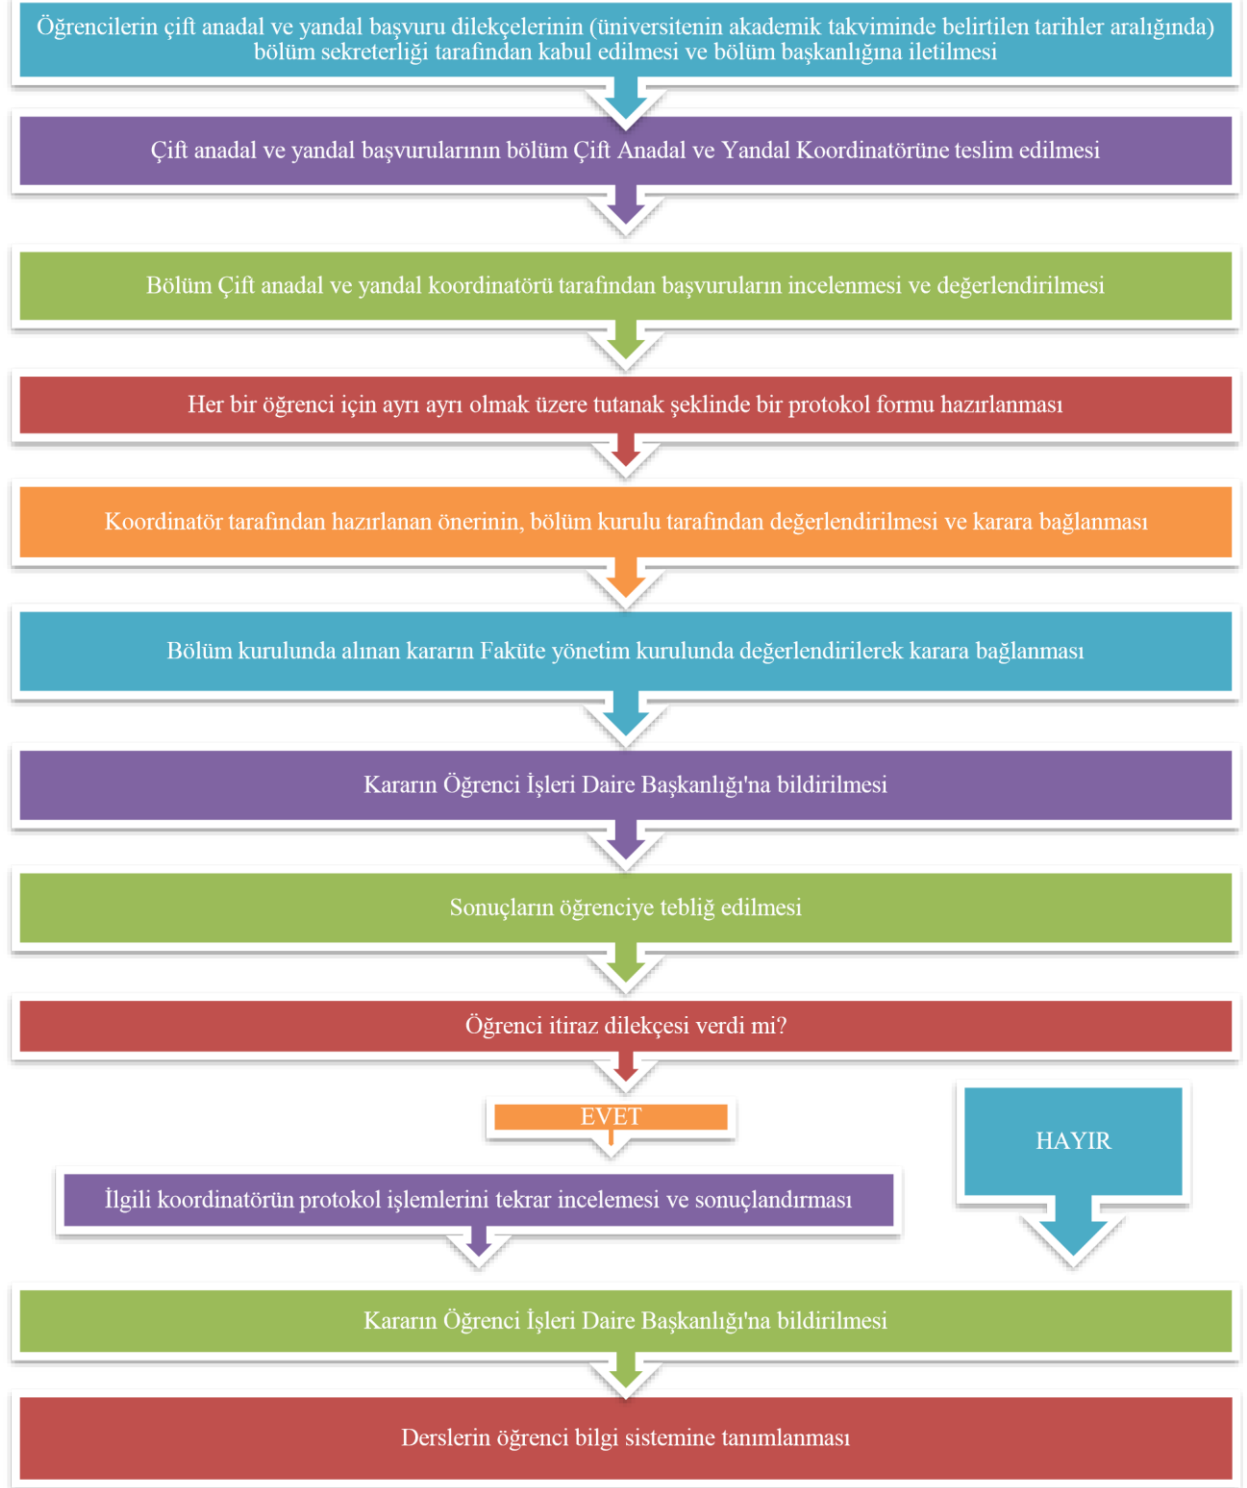 Öğrencilerin çift anadal ve yandal başvuru dilekçelerinin (üniversitenin akademik takviminde belirtilen tarihler aralığında)
bölüm sekreterliği tarafından kabul edilmesi ve bölüm başkanlığına iletilmesi
Çift anadal ve yandal başvurularının bölüm Çift Anadal ve Yandal Koordinatörüne teslim edilmesi
Bölüm Çift anadal ve yandal koordinatörü tarafından başvuruların incelenmesi ve değerlendirilmesi
Her bir öğrenci için ayrı ayrı olmak üzere tutanak şeklinde bir protokol formu hazırlanması
Koordinatör tarafından hazırlanan önerinin, bölüm kurulu tarafından değerlendirilmesi ve karara bağlanması
Bölüm kurulunda alınan kararın Faküte yönetim kurulunda değerlendirilerek karara bağlanması
Kararın Öğrenci İşleri Daire Başkanlığı'na bildirilmesi
Sonuçların öğrenciye tebliğ edilmesi
Öğrenci itiraz dilekçesi verdi mi?
EVET
HAYIR
İlgili koordinatörün protokol işlemlerini tekrar incelemesi ve sonuçlandırması
Kararın Öğrenci İşleri Daire Başkanlığı'na bildirilmesi
Derslerin öğrenci bilgi sistemine tanımlanması